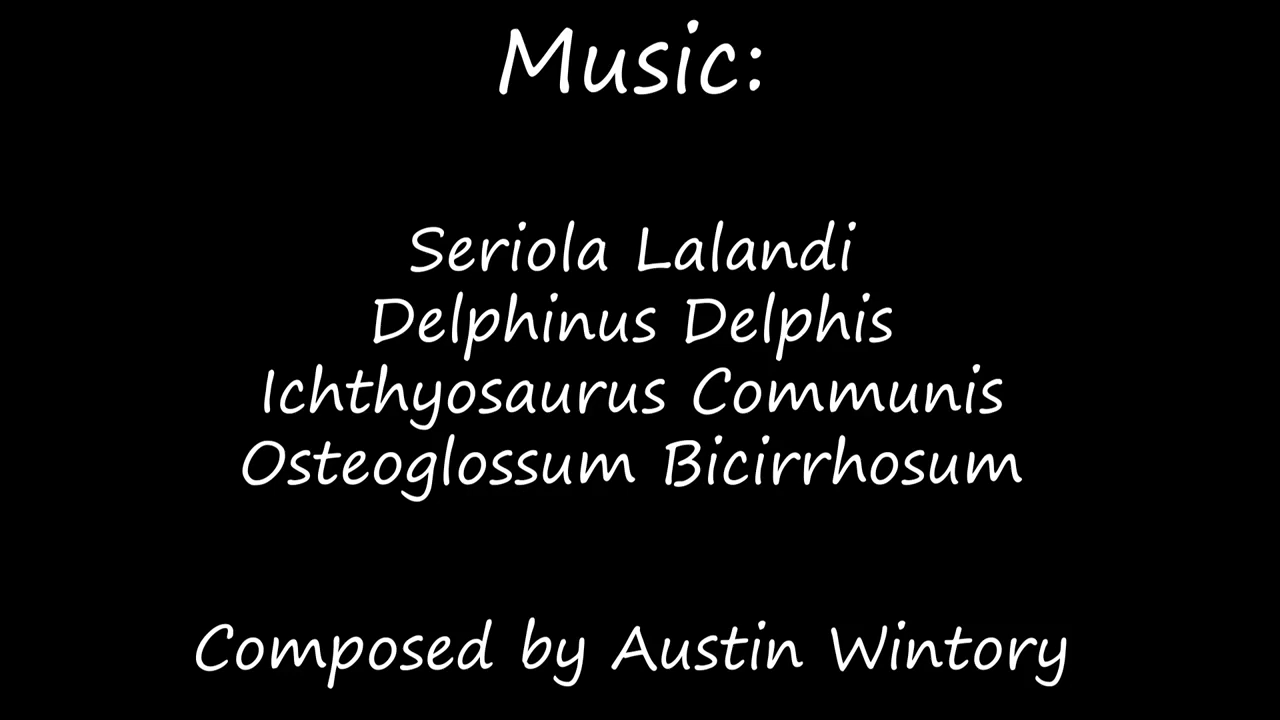 Music:
Seriola Lalandi
Delphinus Delphis
Ichthyosaurus Communis
Osteoglossum Bicirrhosum
Composed by Austin Wintory